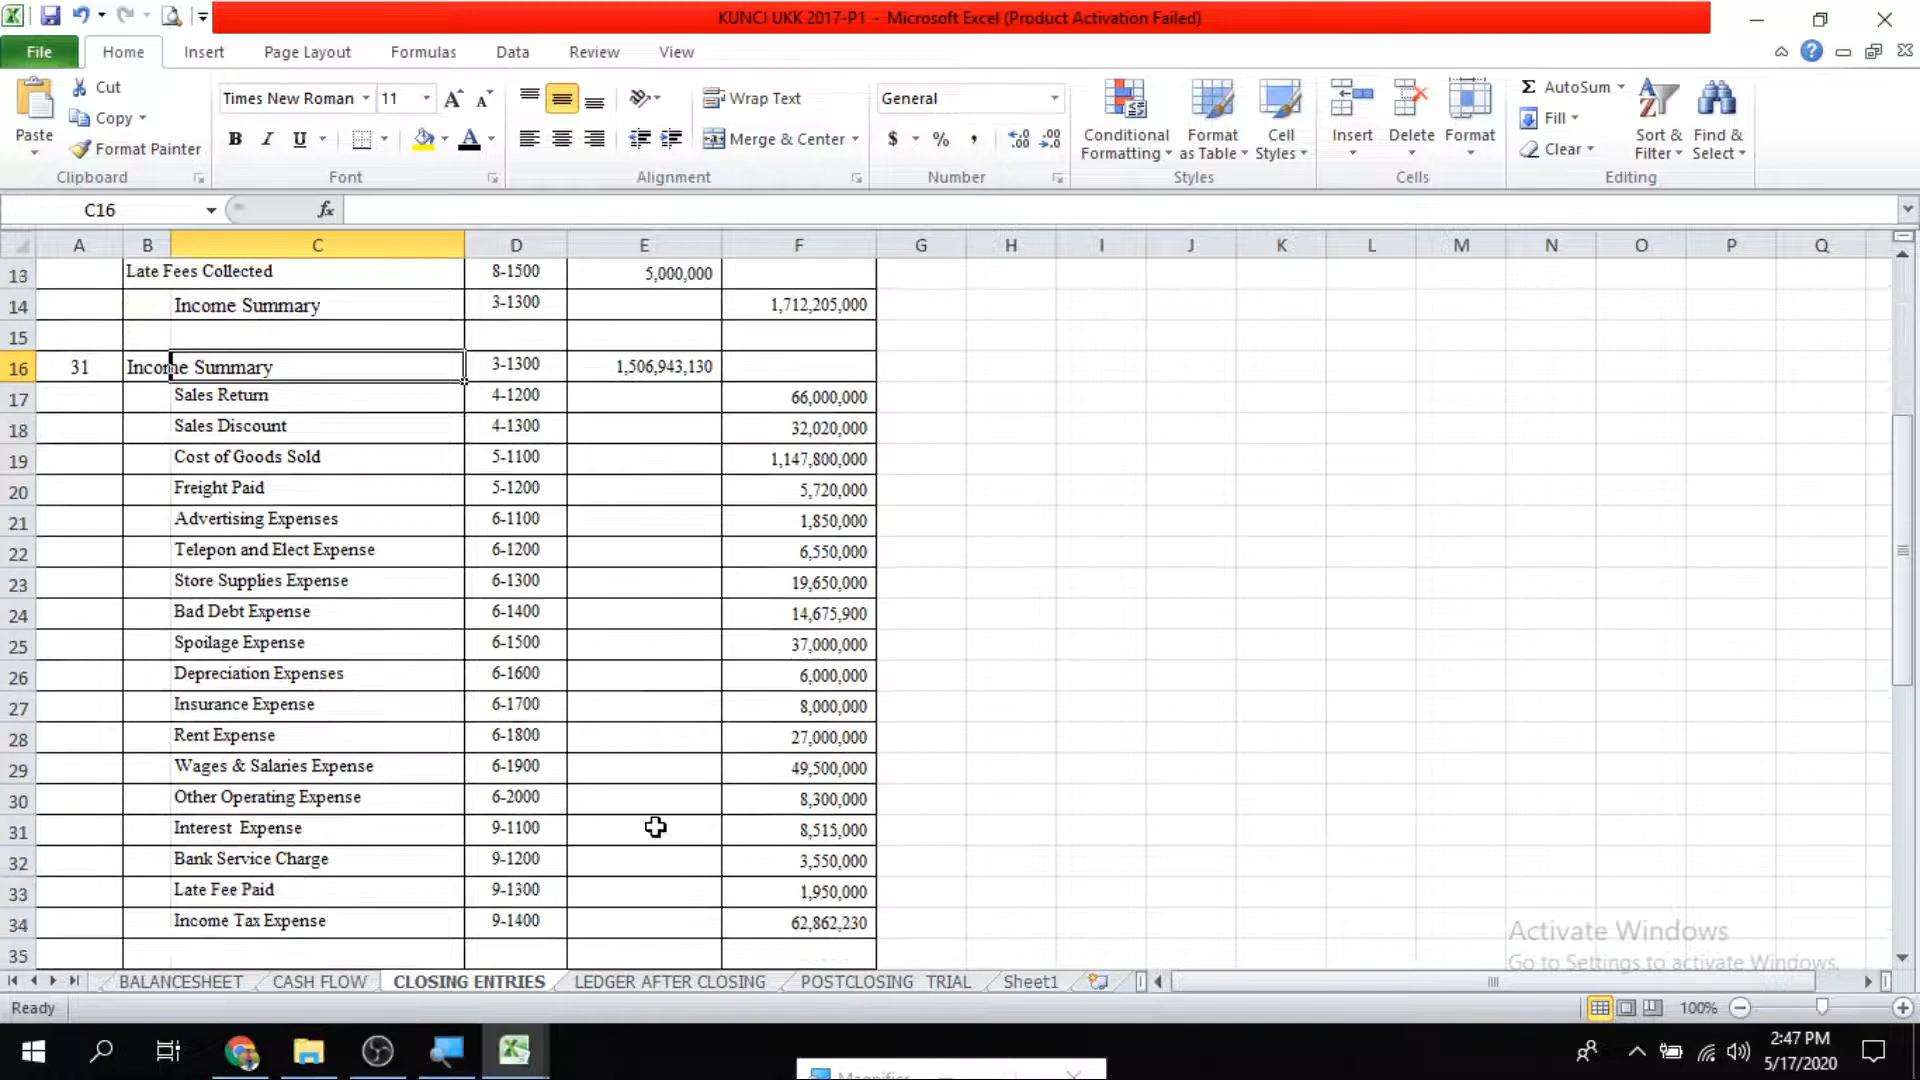 KUNCI UKK 2017-P1 - Microsoft Excel (Product Activation Failed)
File Home Insert Page Layout Formulas Data Review View
Paste Cut Copy Format Painter
Clipboard
Times New Roman 11
B I U
Font
Wrap Text
Merge & Center
Alignment
General
$ % ,
Number
Conditional Formatting Format as Table Cell Styles
Styles
Insert Delete Format
Cells
Σ AutoSum Fill Clear
Sort & Filter Find & Select
Editing
C16 fx
A B C D E F G H I J K L M N O P Q
13 Late Fees Collected 8-1500 5,000,000
14 Income Summary 3-1300 1,712,205,000
15
16 31 Income Summary 3-1300 1,506,943,130
17 Sales Return 4-1200 66,000,000
18 Sales Discount 4-1300 32,020,000
19 Cost of Goods Sold 5-1100 1,147,800,000
20 Freight Paid 5-1200 5,720,000
21 Advertising Expenses 6-1100 1,850,000
22 Telepon and Elect Expense 6-1200 6,550,000
23 Store Supplies Expense 6-1300 19,650,000
24 Bad Debt Expense 6-1400 14,675,900
25 Spoilage Expense 6-1500 37,000,000
26 Depreciation Expenses 6-1600 6,000,000
27 Insurance Expense 6-1700 8,000,000
28 Rent Expense 6-1800 27,000,000
29 Wages & Salaries Expense 6-1900 49,500,000
30 Other Operating Expense 6-2000 8,300,000
31 Interest Expense 9-1100 8,515,000
32 Bank Service Charge 9-1200 3,550,000
33 Late Fee Paid 9-1300 1,950,000
34 Income Tax Expense 9-1400 62,862,230
35
Activate Windows
Go to Settings to activate Windows.
BALANCESHEET CASH FLOW CLOSING ENTRIES LEDGER AFTER CLOSING POSTCLOSING TRIAL Sheet1
Ready 100%
Magnifier
2:47 PM
5/17/2020